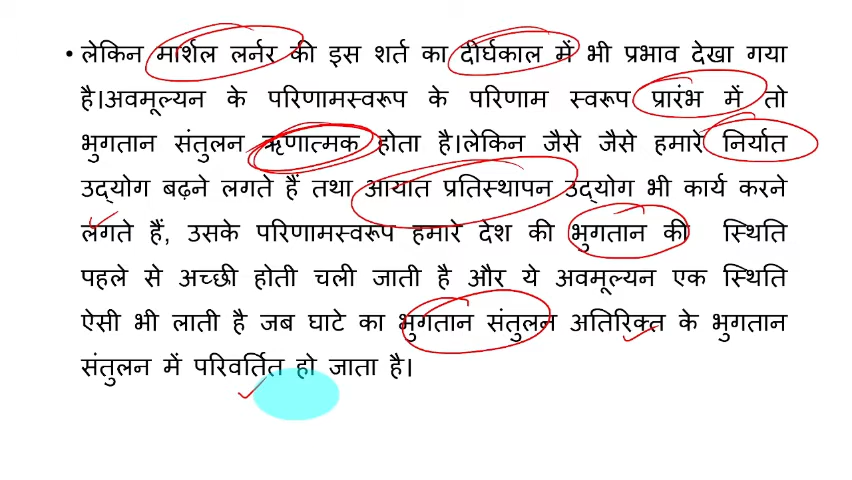 • लेकिन मार्शल लर्नर की इस शर्त का दीर्घकाल में भी प्रभाव देखा गया
है।अवमूल्यन के परिणामस्वरूप के परिणाम स्वरूप प्रारंभ में तो
भुगतान संतुलन ऋणात्मक होता है।लेकिन जैसे जैसे हमारे निर्यात
उद्योग बढ़ने लगते हैं तथा आयात प्रतिस्थापन उद्योग भी कार्य करने
लगते हैं, उसके परिणामस्वरूप हमारे देश की भुगतान की स्थिति
पहले से अच्छी होती चली जाती है और ये अवमूल्यन एक स्थिति
ऐसी भी लाती है जब घाटे का भुगतान संतुलन अतिरिक्त के भुगतान
संतुलन में परिवर्तित हो जाता है।